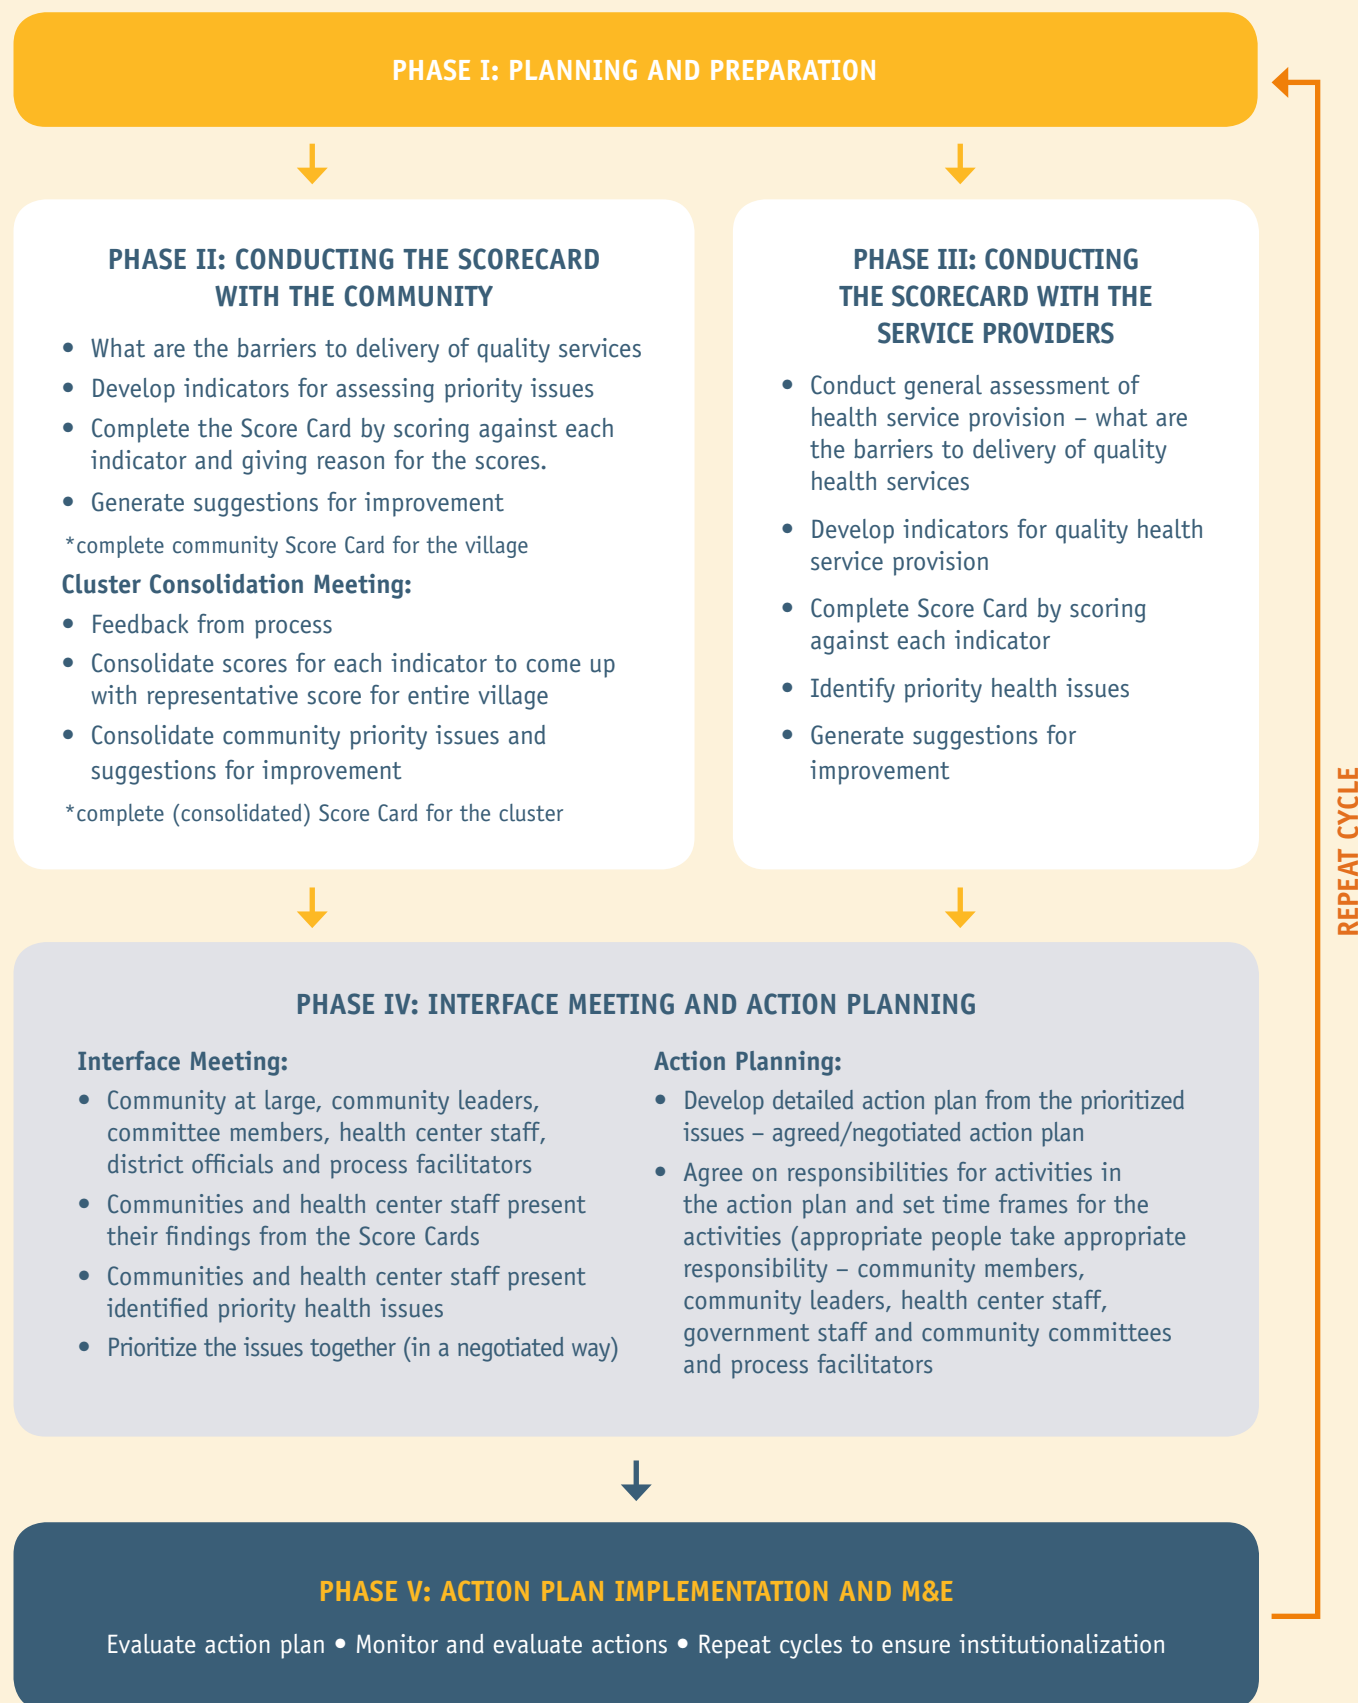 PHASE I: PLANNING AND PREPARATION
PHASE II: CONDUCTING THE SCORECARD
WITH THE COMMUNITY
• What are the barriers to delivery of quality services
• Develop indicators for assessing priority issues
• Complete the Score Card by scoring against each
indicator and giving reason for the scores.
• Generate suggestions for improvement
*complete community Score Card for the village
Cluster Consolidation Meeting:
• Feedback from process
• Consolidate scores for each indicator to come up
with representative score for entire village
• Consolidate community priority issues and
suggestions for improvement
*complete (consolidated) Score Card for the cluster
PHASE III: CONDUCTING
THE SCORECARD WITH THE
SERVICE PROVIDERS
• Conduct general assessment of
health service provision – what are
the barriers to delivery of quality
health services
• Develop indicators for quality health
service provision
• Complete Score Card by scoring
against each indicator
• Identify priority health issues
• Generate suggestions for
improvement
PHASE IV: INTERFACE MEETING AND ACTION PLANNING
Interface Meeting:
• Community at large, community leaders,
committee members, health center staff,
district officials and process facilitators
• Communities and health center staff present
their findings from the Score Cards
• Communities and health center staff present
identified priority health issues
• Prioritize the issues together (in a negotiated way)
Action Planning:
• Develop detailed action plan from the prioritized
issues – agreed/negotiated action plan
• Agree on responsibilities for activities in
the action plan and set time frames for the
activities (appropriate people take appropriate
responsibility – community members,
community leaders, health center staff,
government staff and community committees
and process facilitators
PHASE V: ACTION PLAN IMPLEMENTATION AND M&E
Evaluate action plan • Monitor and evaluate actions • Repeat cycles to ensure institutionalization
REPEAT CYCLE